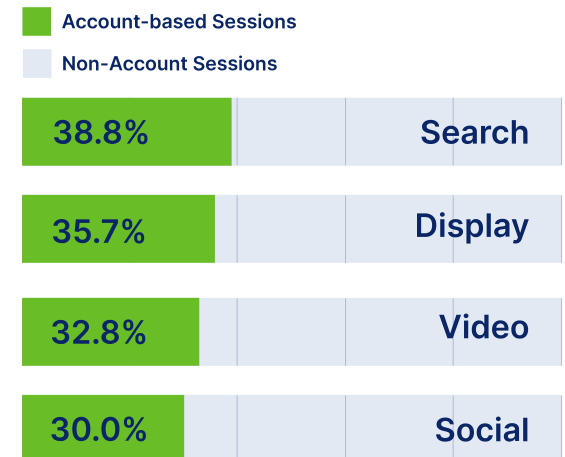 Account-based Sessions
Non-Account Sessions
38.8% Search
35.7% Display
32.8% Video
30.0% Social